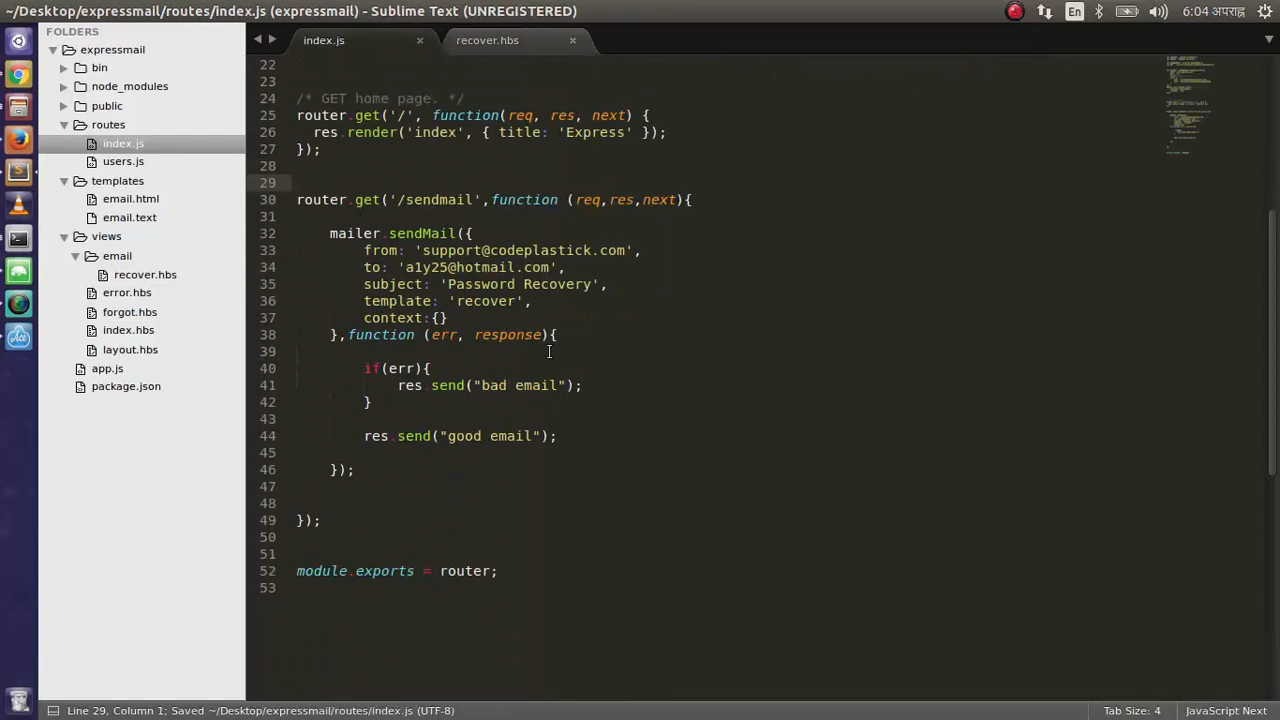 ~/Desktop/expressmail/routes/index.js (expressmail) - Sublime Text (UNREGISTERED)
En
6:04 अपराह्न
FOLDERS
expressmail
bin
node_modules
public
routes
index.js
users.js
templates
email.html
email.text
views
email
recover.hbs
error.hbs
forgot.hbs
index.hbs
layout.hbs
app.js
package.json
index.js
recover.hbs
22
23
24 /* GET home page. */
25 router.get('/', function(req, res, next) {
26 res.render('index', { title: 'Express' });
27 });
28
29
30 router.get('/sendmail',function (req,res,next){
31
32 mailer.sendMail({
33 from: 'support@codeplastick.com',
34 to: 'a1y25@hotmail.com',
35 subject: 'Password Recovery',
36 template: 'recover',
37 context:{}
38 },function (err, response){
39
40 if(err){
41 res.send("bad email");
42 }
43
44 res.send("good email");
45
46 });
47
48
49 });
50
51
52 module.exports = router;
53
Line 29, Column 1; Saved ~/Desktop/expressmail/routes/index.js (UTF-8)
Tab Size: 4
JavaScript Next